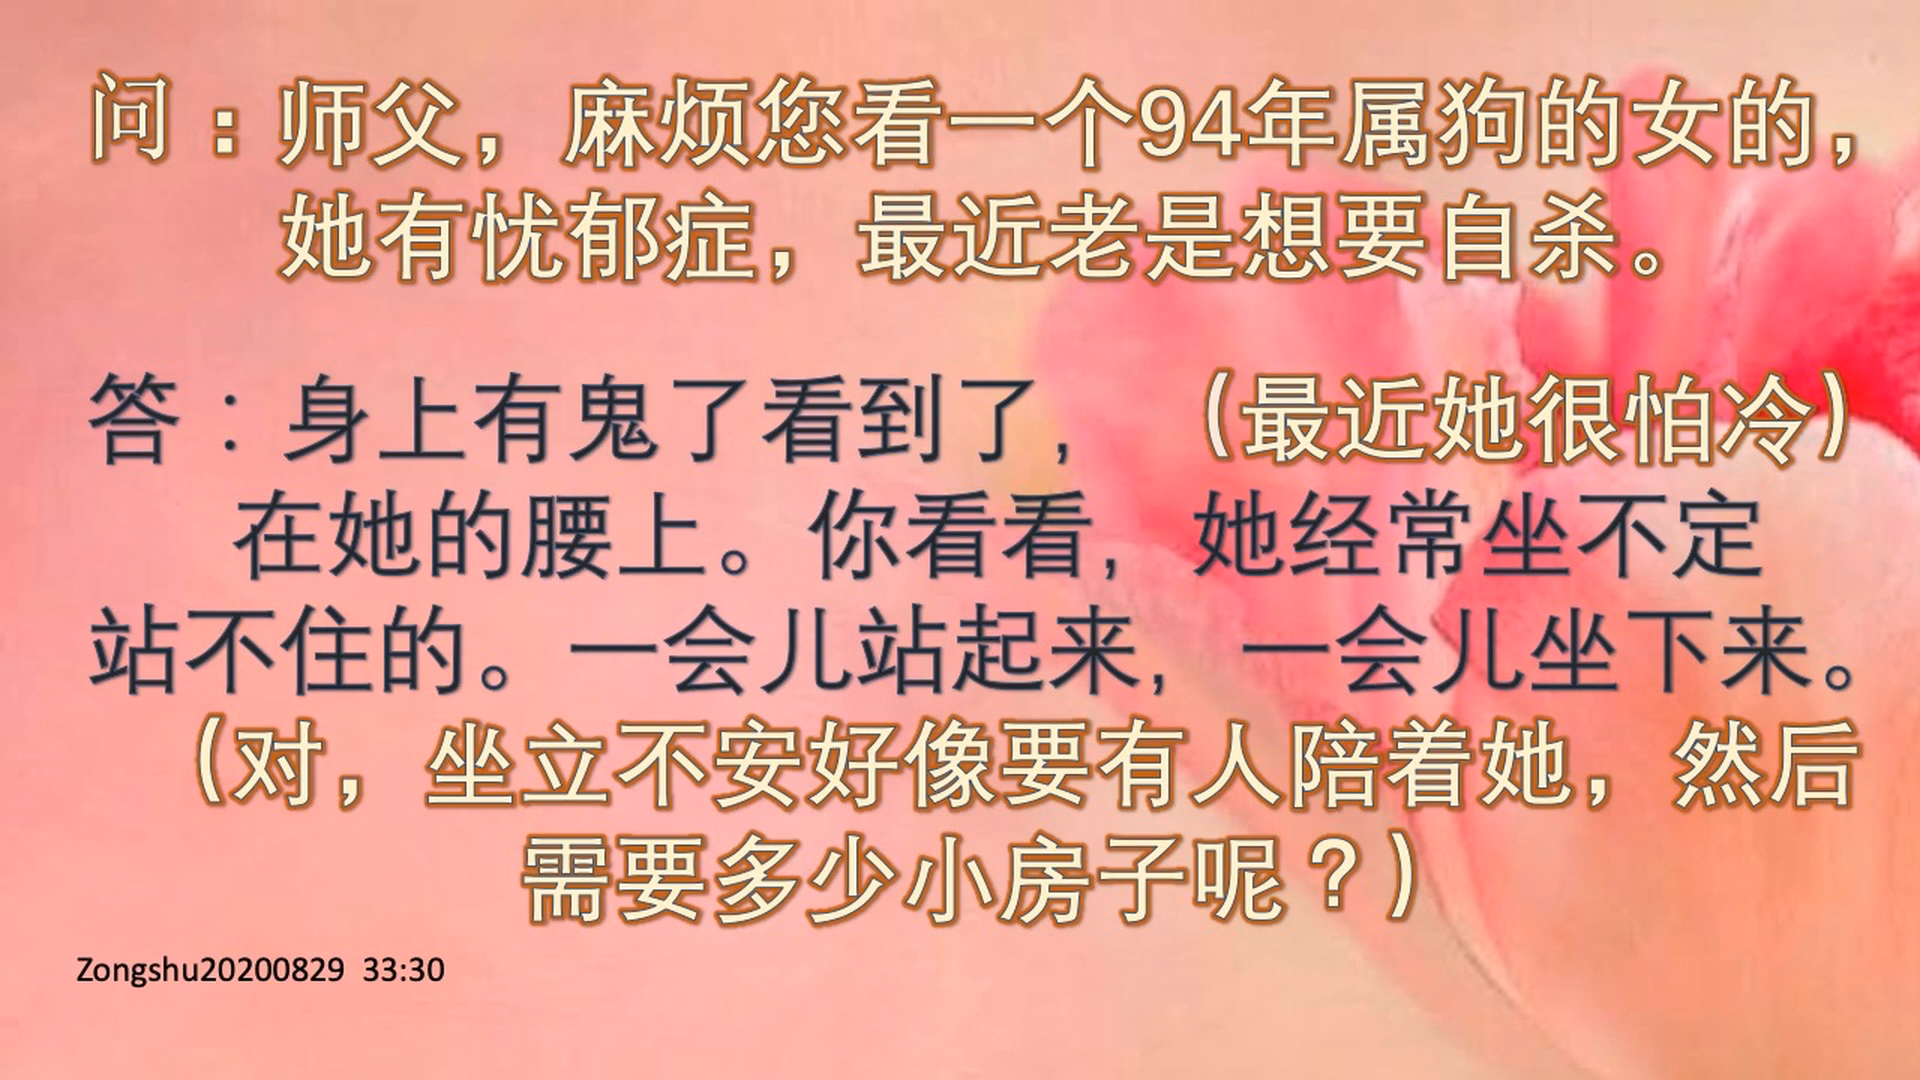 问：师父，麻烦您看一个94年属狗的女的，
她有忧郁症，最近老是想要自杀。
答：身上有鬼了看到了，（最近她很怕冷）
在她的腰上。你看看，她经常坐不定
站不住的。一会儿站起来，一会儿坐下来。
（对，坐立不安好像要有人陪着她，然后
需要多少小房子呢？）
Zongshu20200829 33:30